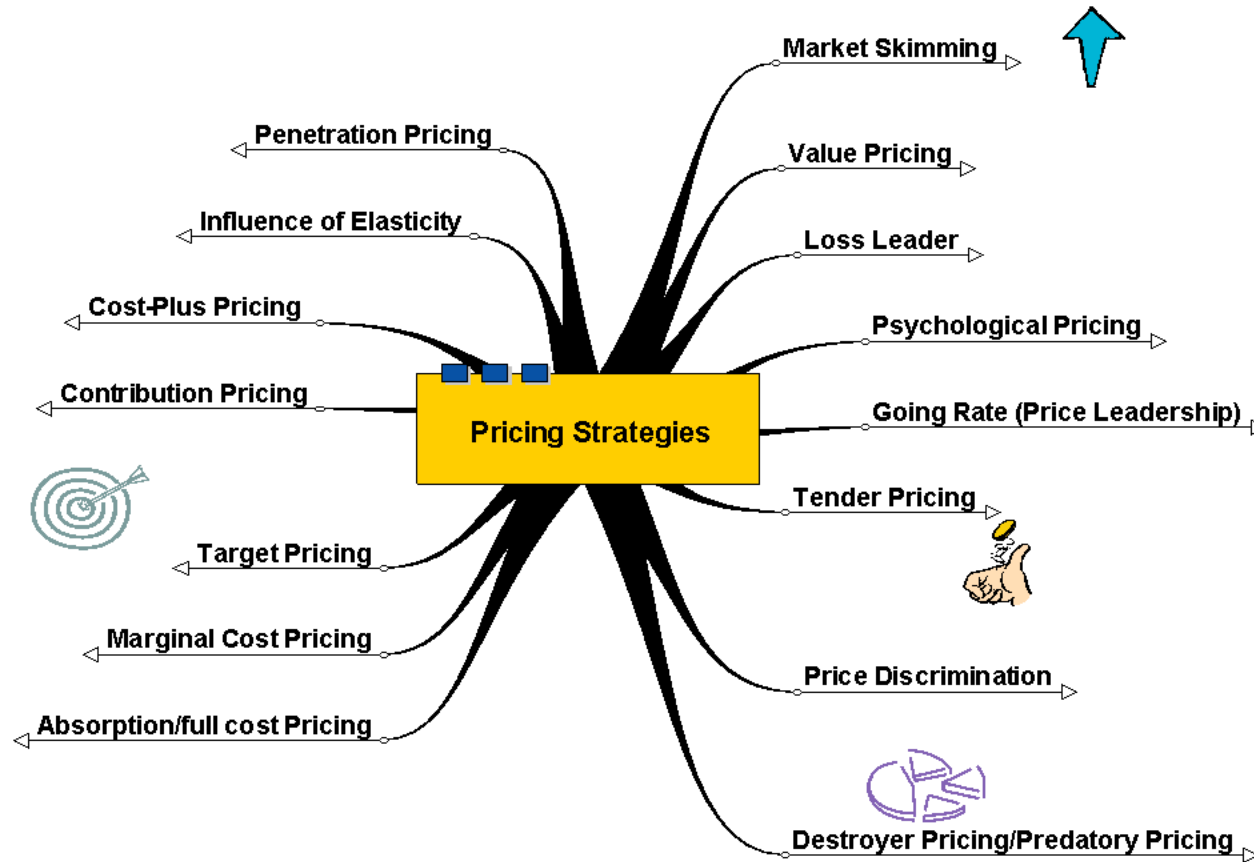 Market Skimming
Penetration Pricing
Value Pricing
Influence of Elasticity
Loss Leader
Cost-Plus Pricing
Psychological Pricing
Contribution Pricing
Going Rate (Price Leadership)
Pricing Strategies
Tender Pricing
Target Pricing
Marginal Cost Pricing
Price Discrimination
Absorption/full cost Pricing
Destroyer Pricing/Predatory Pricing